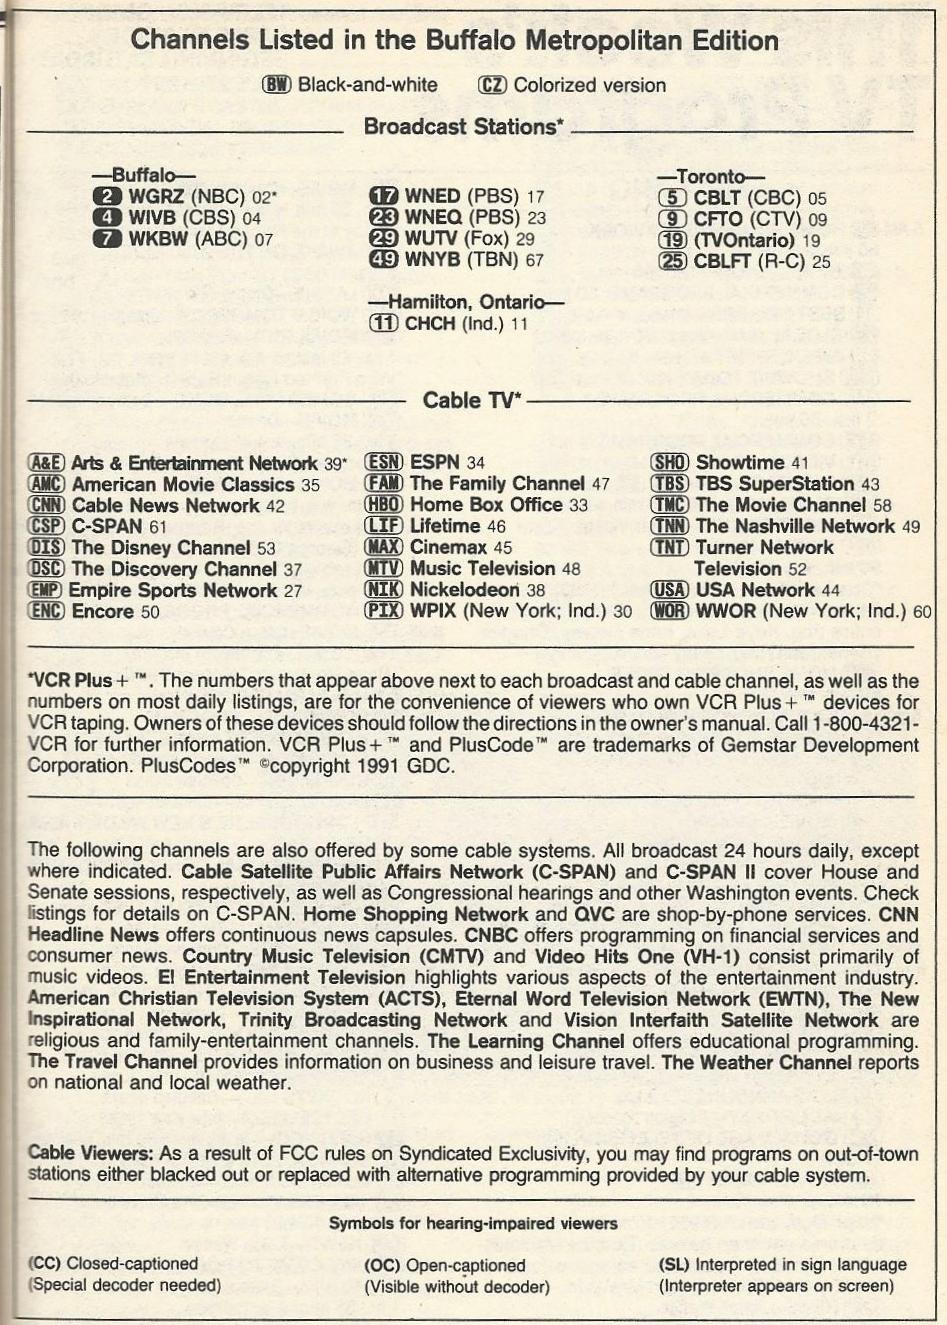 Channels Listed in the Buffalo Metropolitan Edition
BW Black-and-white CZ Colorized version
Broadcast Stations*
—Buffalo—
2 WGRZ (NBC) 02*
4 WIVB (CBS) 04
7 WKBW (ABC) 07
17 WNED (PBS) 17
23 WNEQ (PBS) 23
29 WUTV (Fox) 29
49 WNYB (TBN) 67
—Hamilton, Ontario—
11 CHCH (Ind.) 11
—Toronto—
5 CBLT (CBC) 05
9 CFTO (CTV) 09
19 (TVOntario) 19
25 CBLFT (R-C) 25
Cable TV*
A&E Arts & Entertainment Network 39*
AMC American Movie Classics 35
CNN Cable News Network 42
CSP C-SPAN 61
DIS The Disney Channel 53
DSC The Discovery Channel 37
EMP Empire Sports Network 27
ENC Encore 50
ESN ESPN 34
FAM The Family Channel 47
HBO Home Box Office 33
LIF Lifetime 46
MAX Cinemax 45
MTV Music Television 48
NIK Nickelodeon 38
PIX WPIX (New York; Ind.) 30
SHO Showtime 41
TBS TBS SuperStation 43
TMC The Movie Channel 58
TNN The Nashville Network 49
TNT Turner Network
Television 52
USA USA Network 44
WOR WWOR (New York; Ind.) 60
*VCR Plus+ ™. The numbers that appear above next to each broadcast and cable channel, as well as the
numbers on most daily listings, are for the convenience of viewers who own VCR Plus+™ devices for
VCR taping. Owners of these devices should follow the directions in the owner's manual. Call 1-800-4321-
VCR for further information. VCR Plus+™ and PlusCode™ are trademarks of Gemstar Development
Corporation. PlusCodes™ ©copyright 1991 GDC.
The following channels are also offered by some cable systems. All broadcast 24 hours daily, except
where indicated. Cable Satellite Public Affairs Network (C-SPAN) and C-SPAN II cover House and
Senate sessions, respectively, as well as Congressional hearings and other Washington events. Check
listings for details on C-SPAN. Home Shopping Network and QVC are shop-by-phone services. CNN
Headline News offers continuous news capsules. CNBC offers programming on financial services and
consumer news. Country Music Television (CMTV) and Video Hits One (VH-1) consist primarily of
music videos. E! Entertainment Television highlights various aspects of the entertainment industry.
American Christian Television System (ACTS), Eternal Word Television Network (EWTN), The New
Inspirational Network, Trinity Broadcasting Network and Vision Interfaith Satellite Network are
religious and family-entertainment channels. The Learning Channel offers educational programming.
The Travel Channel provides information on business and leisure travel. The Weather Channel reports
on national and local weather.
Cable Viewers: As a result of FCC rules on Syndicated Exclusivity, you may find programs on out-of-town
stations either blacked out or replaced with alternative programming provided by your cable system.
Symbols for hearing-impaired viewers
(CC) Closed-captioned
(Special decoder needed)
(OC) Open-captioned
(Visible without decoder)
(SL) Interpreted in sign language
(Interpreter appears on screen)